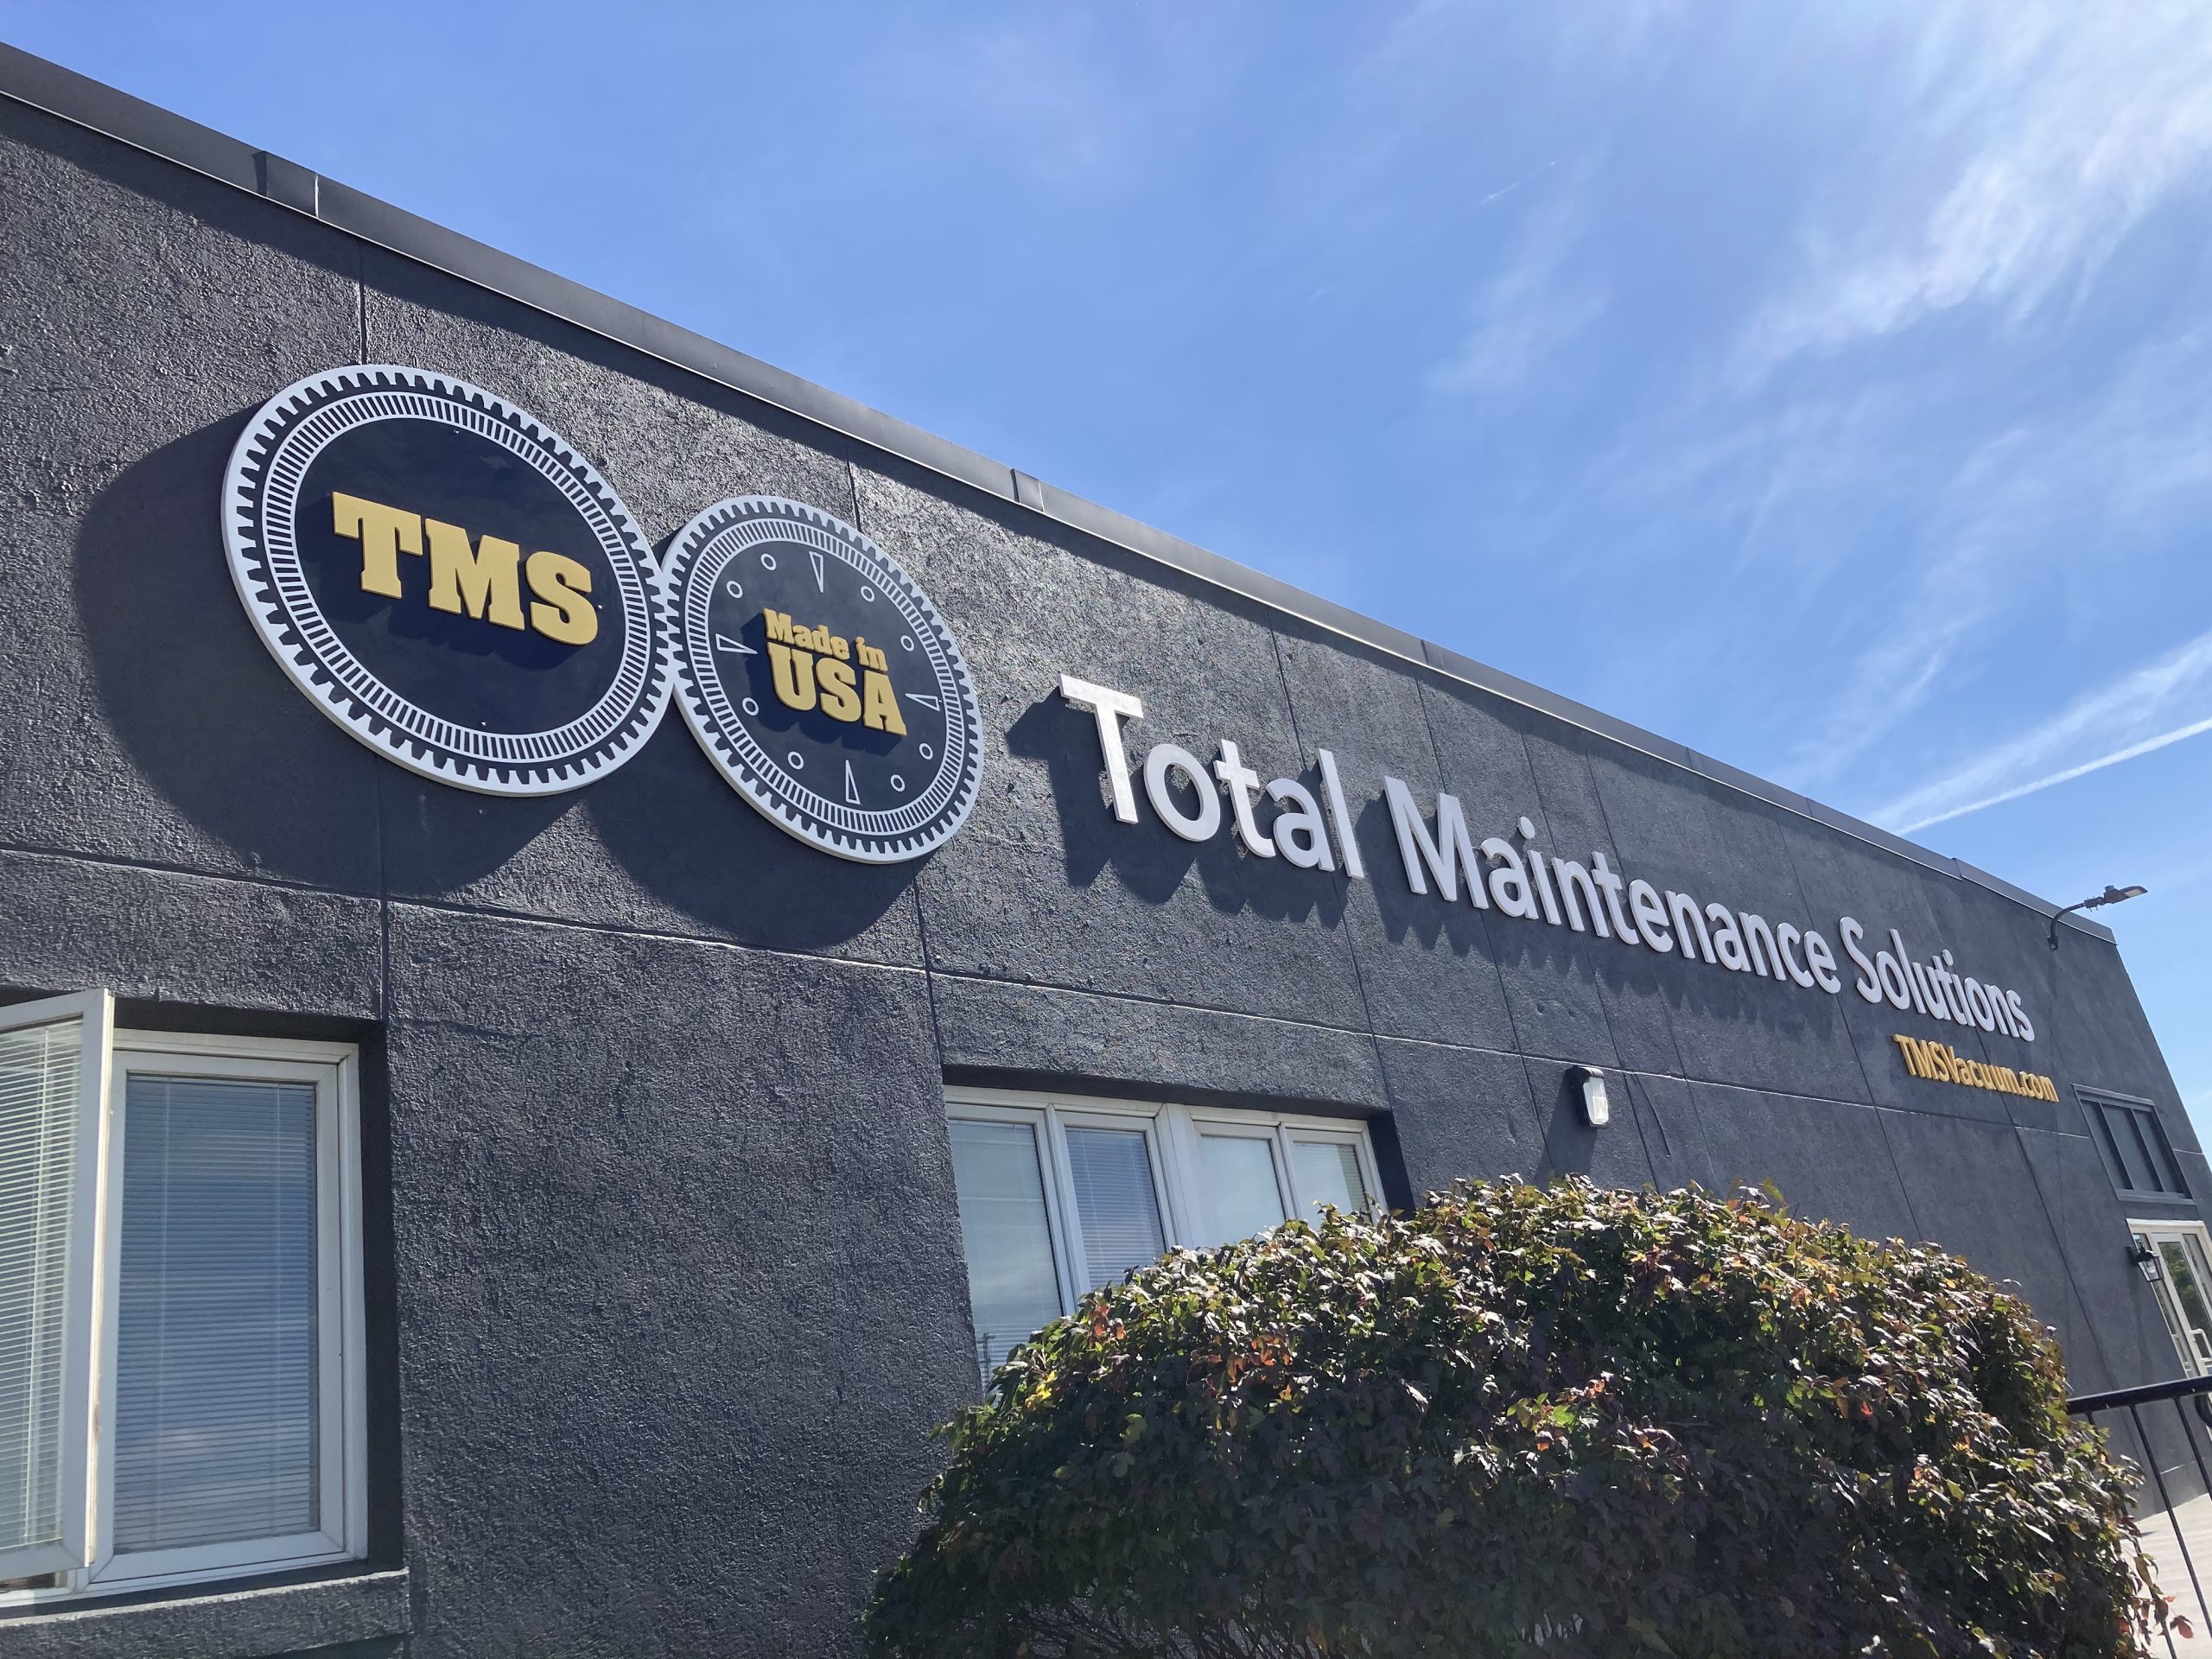 TMS
Made in
USA
Total Maintenance Solutions
TMSVacuum.com